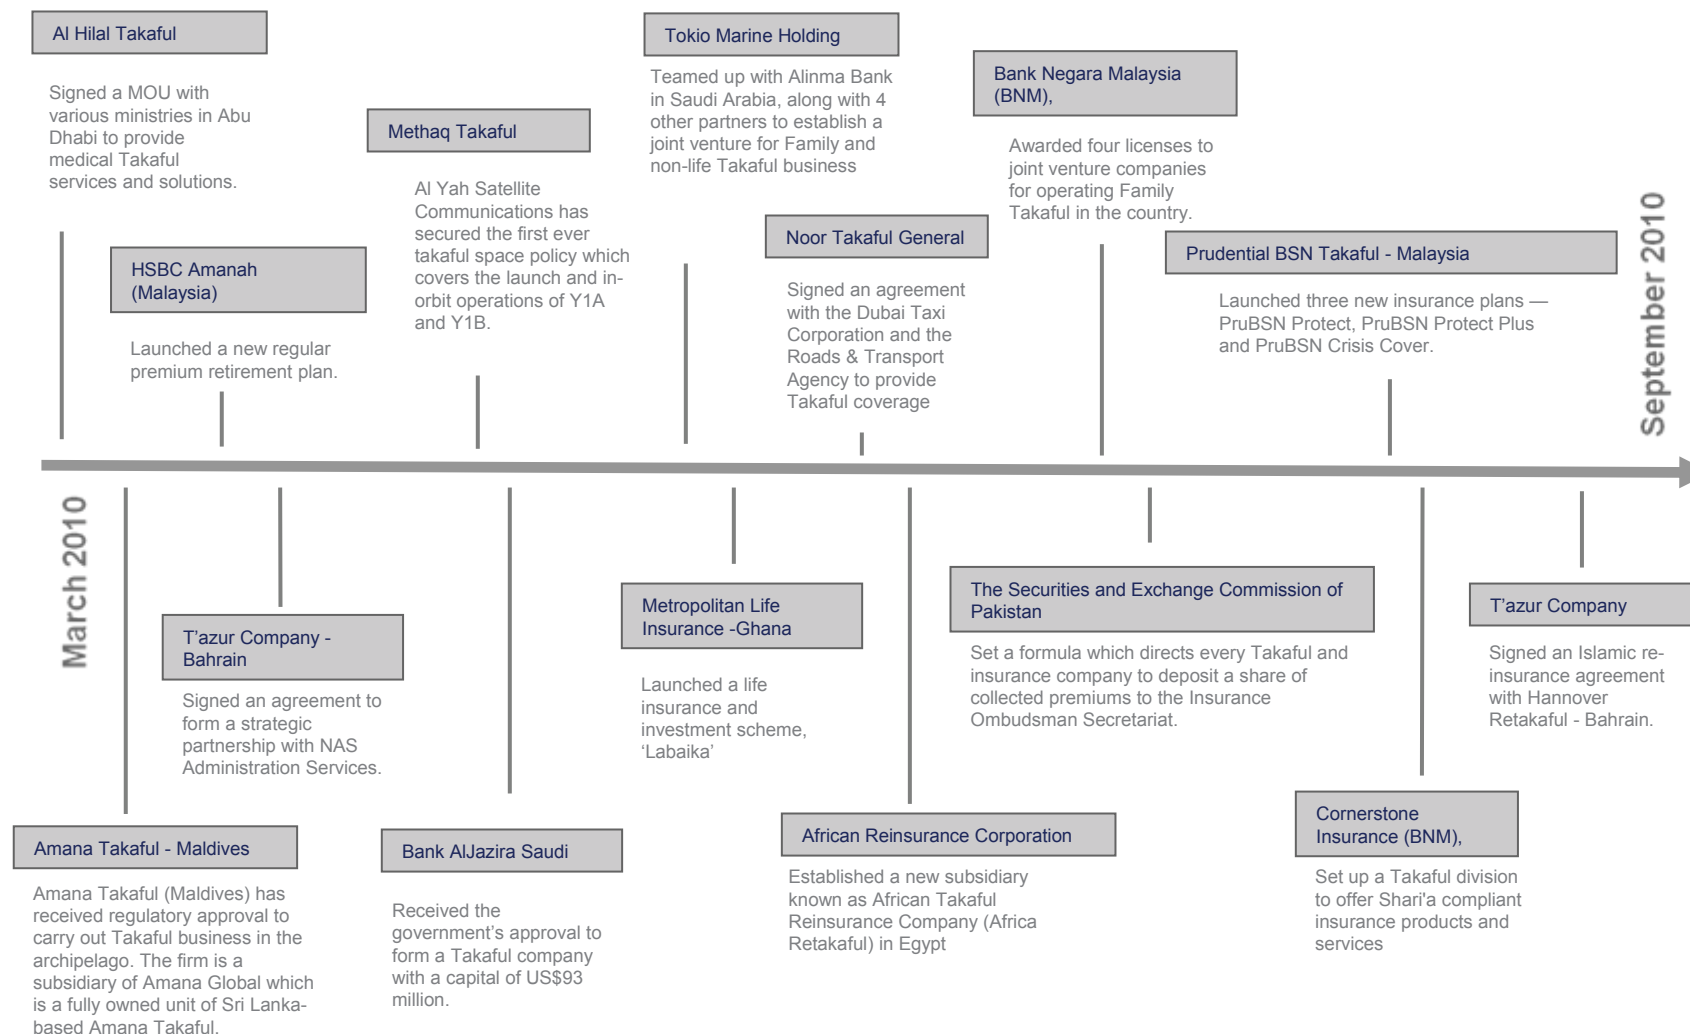 Al Hilal Takaful
Signed a MOU with
various ministries in Abu
Dhabi to provide
medical Takaful
services and solutions.
HSBC Amanah
(Malaysia)
Launched a new regular
premium retirement plan.
Methaq Takaful
Al Yah Satellite
Communications has
secured the first ever
takaful space policy which
covers the launch and in-
orbit operations of Y1A
and Y1B.
Tokio Marine Holding
Teamed up with Alinma Bank
in Saudi Arabia, along with 4
other partners to establish a
joint venture for Family and
non-life Takaful business
Noor Takaful General
Signed an agreement
with the Dubai Taxi
Corporation and the
Roads & Transport
Agency to provide
Takaful coverage
Bank Negara Malaysia
(BNM),
Awarded four licenses to
joint venture companies
for operating Family
Takaful in the country.
Prudential BSN Takaful - Malaysia
Launched three new insurance plans —
PruBSN Protect, PruBSN Protect Plus
and PruBSN Crisis Cover.
September 2010
March 2010
Amana Takaful - Maldives
Amana Takaful (Maldives) has
received regulatory approval to
carry out Takaful business in the
archipelago. The firm is a
subsidiary of Amana Global which
is a fully owned unit of Sri Lanka-
based Amana Takaful.
T’azur Company -
Bahrain
Signed an agreement to
form a strategic
partnership with NAS
Administration Services.
Bank AlJazira Saudi
Received the
government’s approval to
form a Takaful company
with a capital of US$93
million.
Metropolitan Life
Insurance -Ghana
Launched a life
insurance and
investment scheme,
‘Labaika’
African Reinsurance Corporation
Established a new subsidiary
known as African Takaful
Reinsurance Company (Africa
Retakaful) in Egypt
The Securities and Exchange Commission of
Pakistan
Set a formula which directs every Takaful and
insurance company to deposit a share of
collected premiums to the Insurance
Ombudsman Secretariat.
Cornerstone
Insurance (BNM),
Set up a Takaful division
to offer Shari'a compliant
insurance products and
services
T’azur Company
Signed an Islamic re-
insurance agreement
with Hannover
Retakaful - Bahrain.